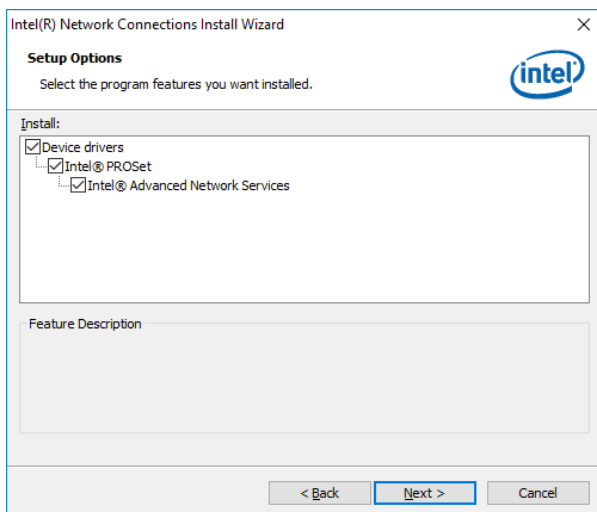 Intel(R) Network Connections Install Wizard
Setup Options
Select the program features you want installed.
intel
Install:
Device drivers
Intel® PROSet
Intel® Advanced Network Services
Feature Description
< Back
Next >
Cancel